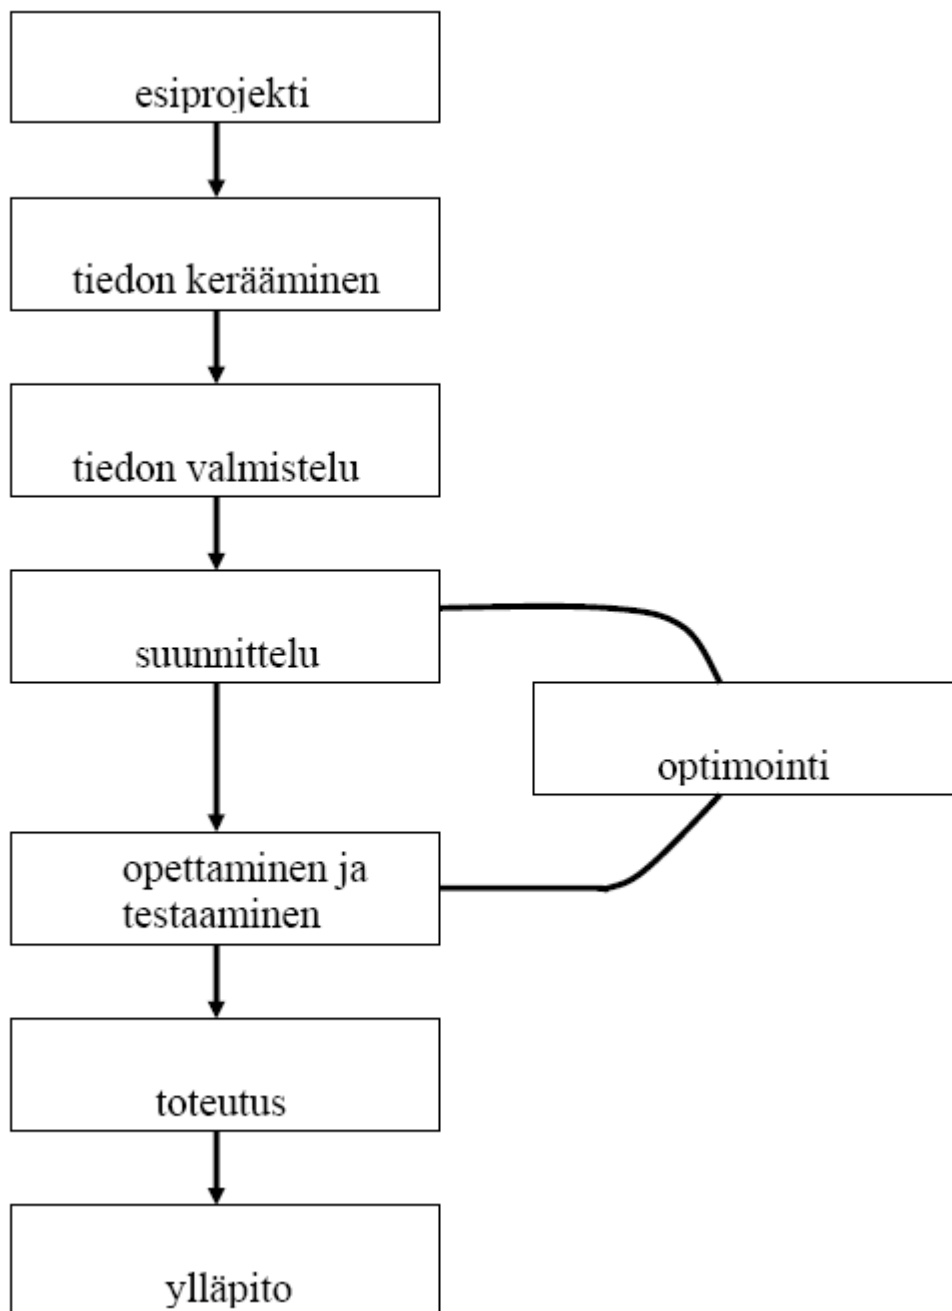 esiprojekti
tiedon kerääminen
tiedon valmistelu
suunnittelu
optimointi
opettaminen ja
testaaminen
toteutus
ylläpito